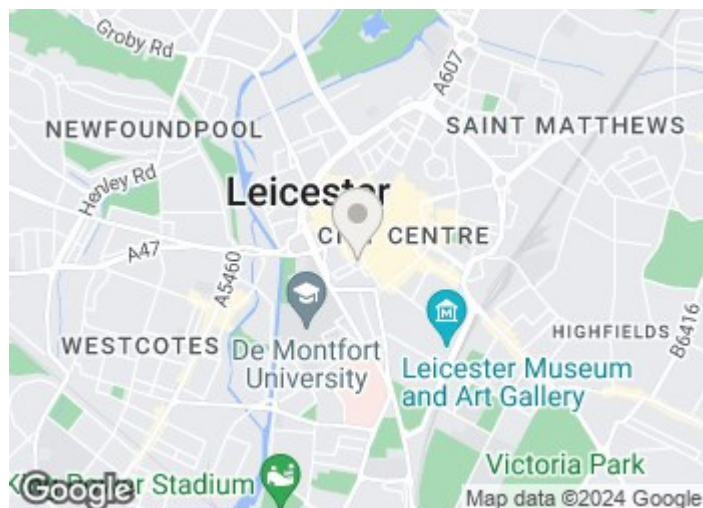 Groby Rd
A607
NEWFOUNDPOOL
SAINT MATTHEWS
Henley Rd
Leicester
CITY CENTRE
A47
A5460
B6416
HIGHFIELDS
WESTCOTES
De Montfort
University
Leicester Museum
and Art Gallery
Victoria Park
Power Stadium
Google
Map data ©2024 Google